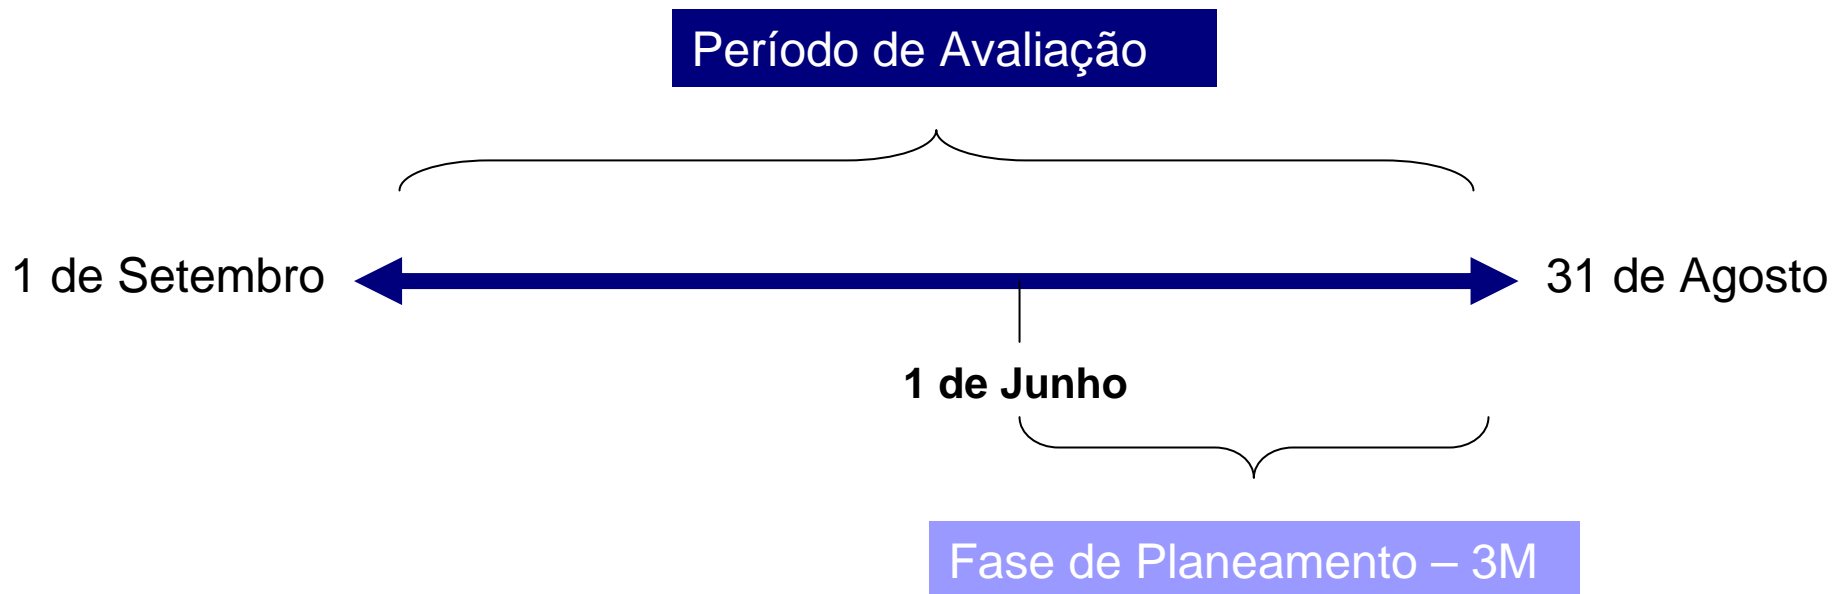 Período de Avaliação
1 de Setembro
31 de Agosto
1 de Junho
Fase de Planeamento – 3M